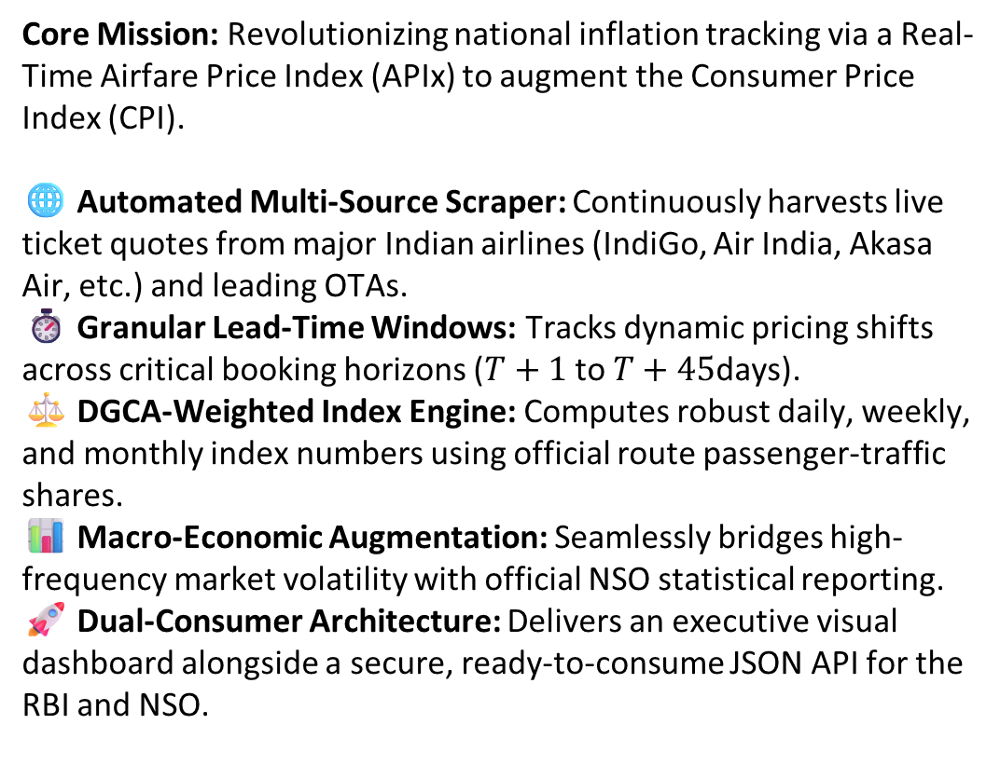 Core Mission: Revolutionizing national inflation tracking via a Real-
Time Airfare Price Index (APIx) to augment the Consumer Price
Index (CPI).
🌐 Automated Multi-Source Scraper: Continuously harvests live
ticket quotes from major Indian airlines (IndiGo, Air India, Akasa
Air, etc.) and leading OTAs.
⏱️ Granular Lead-Time Windows: Tracks dynamic pricing shifts
across critical booking horizons (T + 1 to T + 45days).
⚖️ DGCA-Weighted Index Engine: Computes robust daily, weekly,
and monthly index numbers using official route passenger-traffic
shares.
📊 Macro-Economic Augmentation: Seamlessly bridges high-
frequency market volatility with official NSO statistical reporting.
🚀 Dual-Consumer Architecture: Delivers an executive visual
dashboard alongside a secure, ready-to-consume JSON API for the
RBI and NSO.